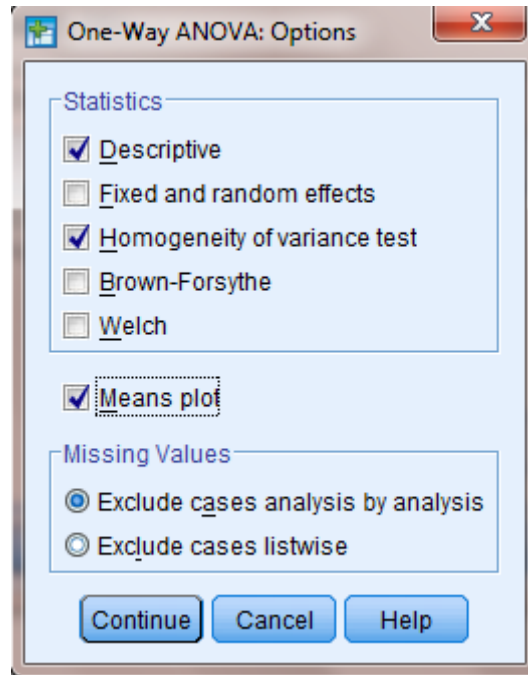 One-Way ANOVA: Options
Statistics
Descriptive
Fixed and random effects
Homogeneity of variance test
Brown-Forsythe
Welch
Means plot
Missing Values
Exclude cases analysis by analysis
Exclude cases listwise
Continue Cancel Help